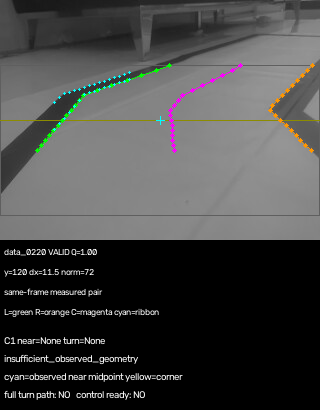 data_0220 VALID Q=1.00
y=120 dx=11.5 norm=72
same-frame measured pair
L=green R=orange C=magenta cyan=ribbon
C1 near=None turn=None
insufficient_observed_geometry
cyan=observed near midpoint yellow=corner
full turn path: NO control ready: NO